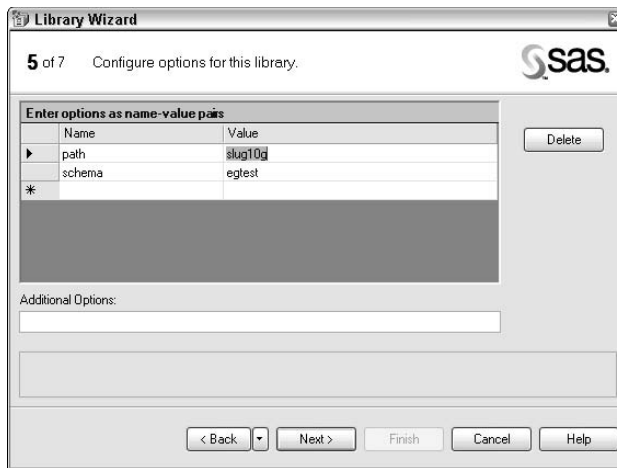 Library Wizard
5 of 7 Configure options for this library.
sas.
Enter options as name-value pairs
Name Value
path slug10g
schema egtest
Delete
Additional Options:
< Back Next > Finish Cancel Help